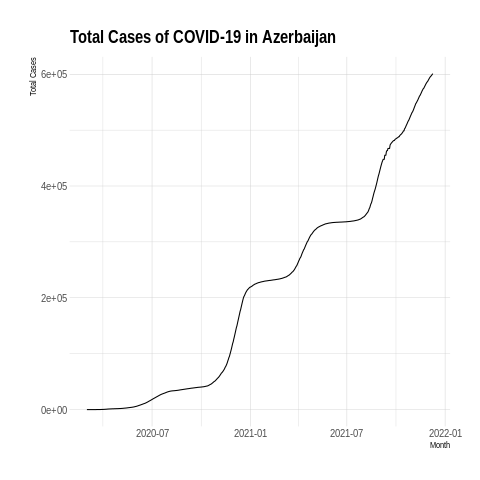 Total Cases of COVID-19 in Azerbaijan
Total Cases
6e+05
4e+05
2e+05
0e+00
2020-07 2021-01 2021-07 2022-01
Month